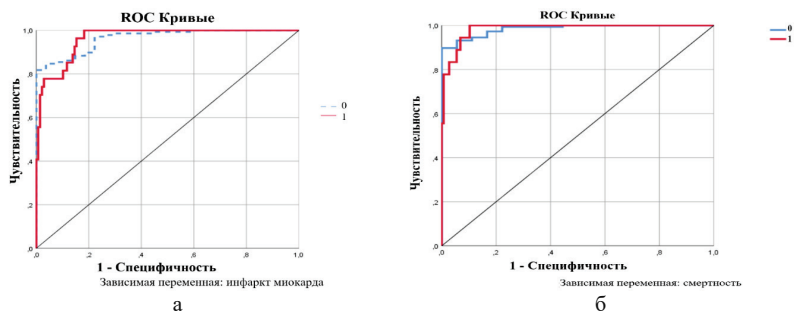 ROC Кривые
Чувствительность
1,0
,8
,6
,4
,2
,0
,0 ,2 ,4 ,6 ,8 1,0
1 - Специфичность
Зависимая переменная: инфаркт миокарда
0
1
а
ROC Кривые
Чувствительность
1,0
,8
,6
,4
,2
,0
,0 ,2 ,4 ,6 ,8 1,0
1 - Специфичность
Зависимая переменная: смертность
0
1
б